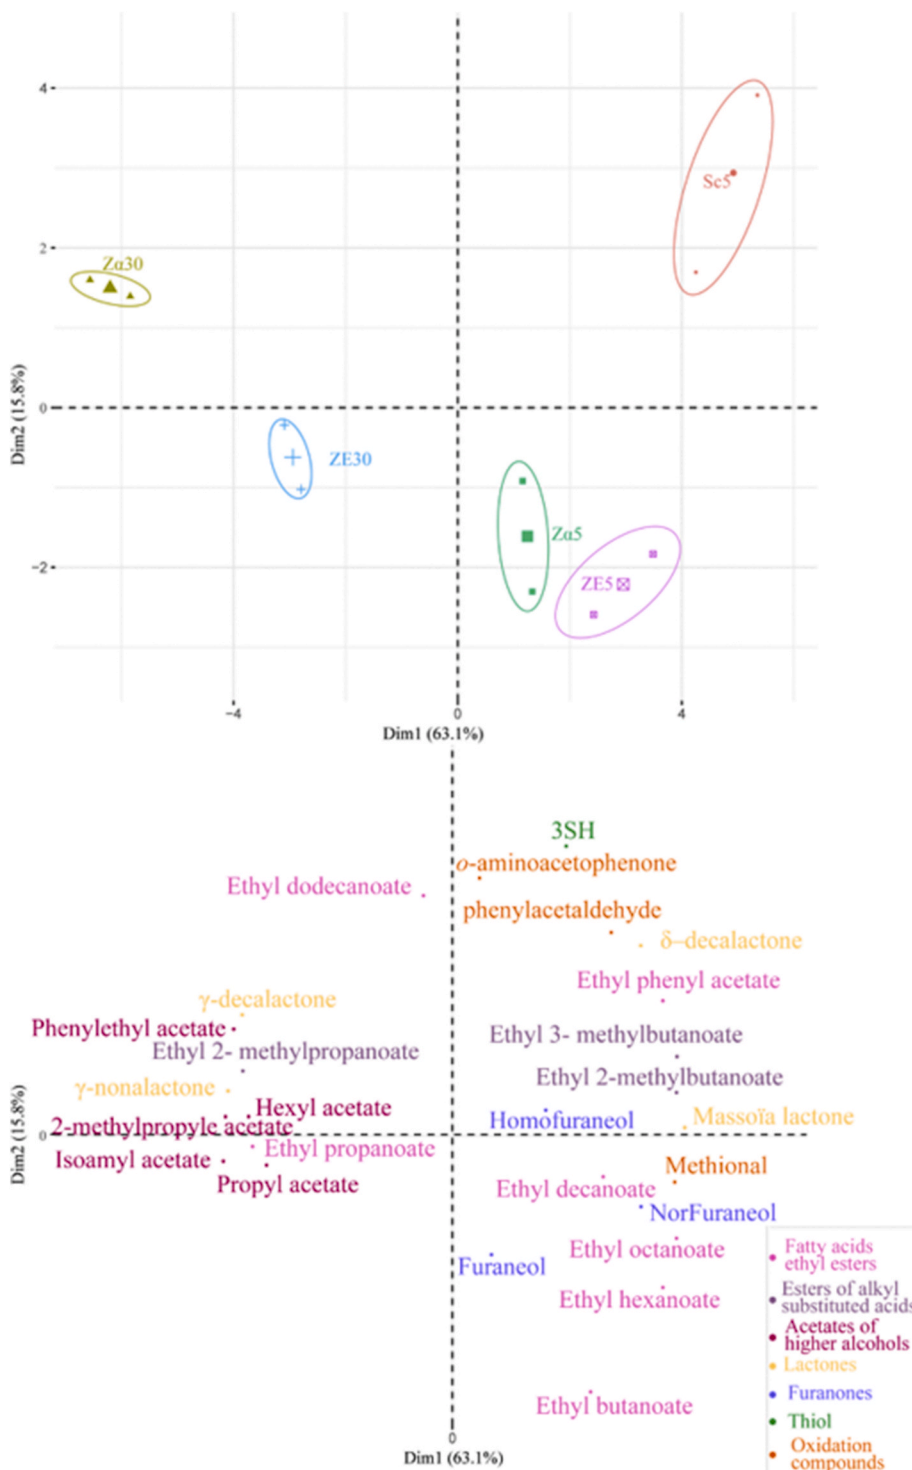 4
Sc5
2
Zα30
Dim2 (15.8%)
0
ZE30
Zα5
ZE5
−2
−4
0
4
Dim1 (63.1%)
3SH
o-aminoacetophenone
Ethyl dodecanoate
phenylacetaldehyde
δ–decalactone
Ethyl phenyl acetate
γ-decalactone
Phenylethyl acetate
Ethyl 3- methylbutanoate
Ethyl 2- methylpropanoate
Ethyl 2-methylbutanoate
γ-nonalactone
Hexyl acetate
Homofuraneol
Massoïa lactone
2-methylpropyle acetate
Dim2 (15.8%)
0
Ethyl propanoate
Isoamyl acetate
Methional
Propyl acetate
Ethyl decanoate
NorFuraneol
Ethyl octanoate
Furaneol
Ethyl hexanoate
Ethyl butanoate
Fatty acids
ethyl esters
Esters of alkyl
substituted acids
Acetates of
higher alcohols
Lactones
Furanones
Thiol
Oxidation
compounds
0
Dim1 (63.1%)